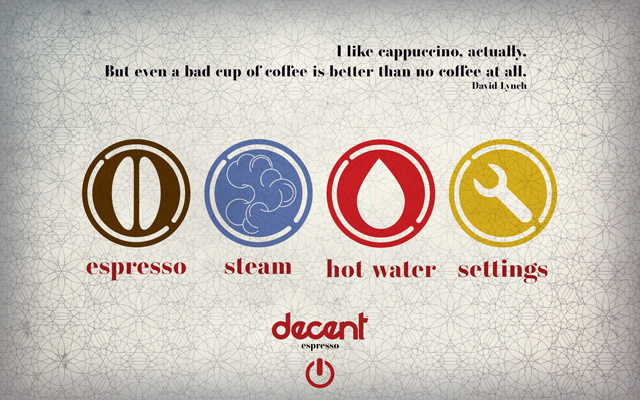 I like cappuccino, actually.
But even a bad cup of coffee is better than no coffee at all.
David Lynch
espresso
steam
hot water
settings
decent
espresso